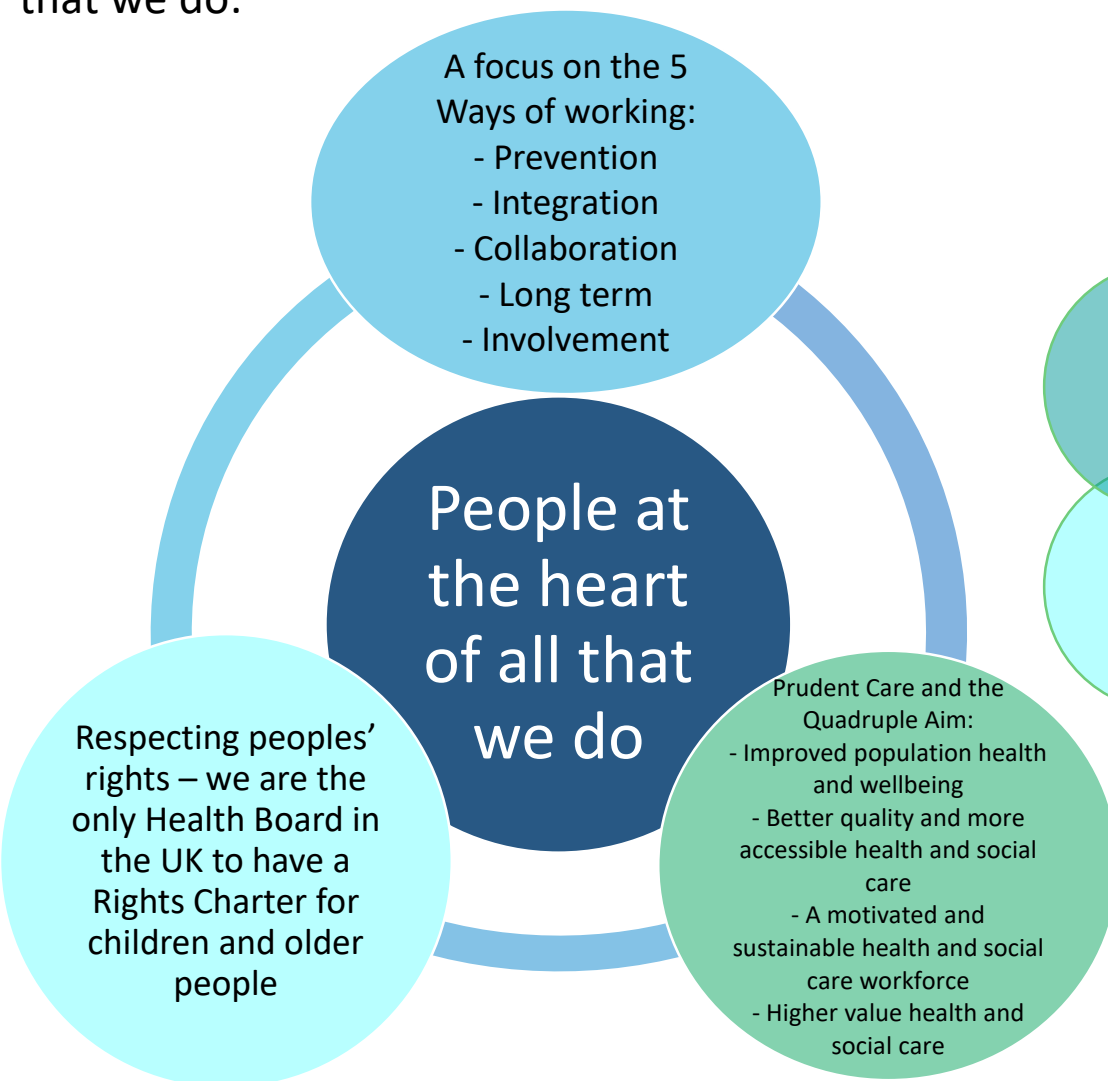 that we do.
A focus on the 5
Ways of working:
- Prevention
- Integration
- Collaboration
- Long term
- Involvement
People at
the heart
of all that
we do
Respecting peoples’
rights – we are the
only Health Board in
the UK to have a
Rights Charter for
children and older
people
Prudent Care and the
Quadruple Aim:
- Improved population health
and wellbeing
- Better quality and more
accessible health and social
care
- A motivated and
sustainable health and social
care workforce
- Higher value health and
social care